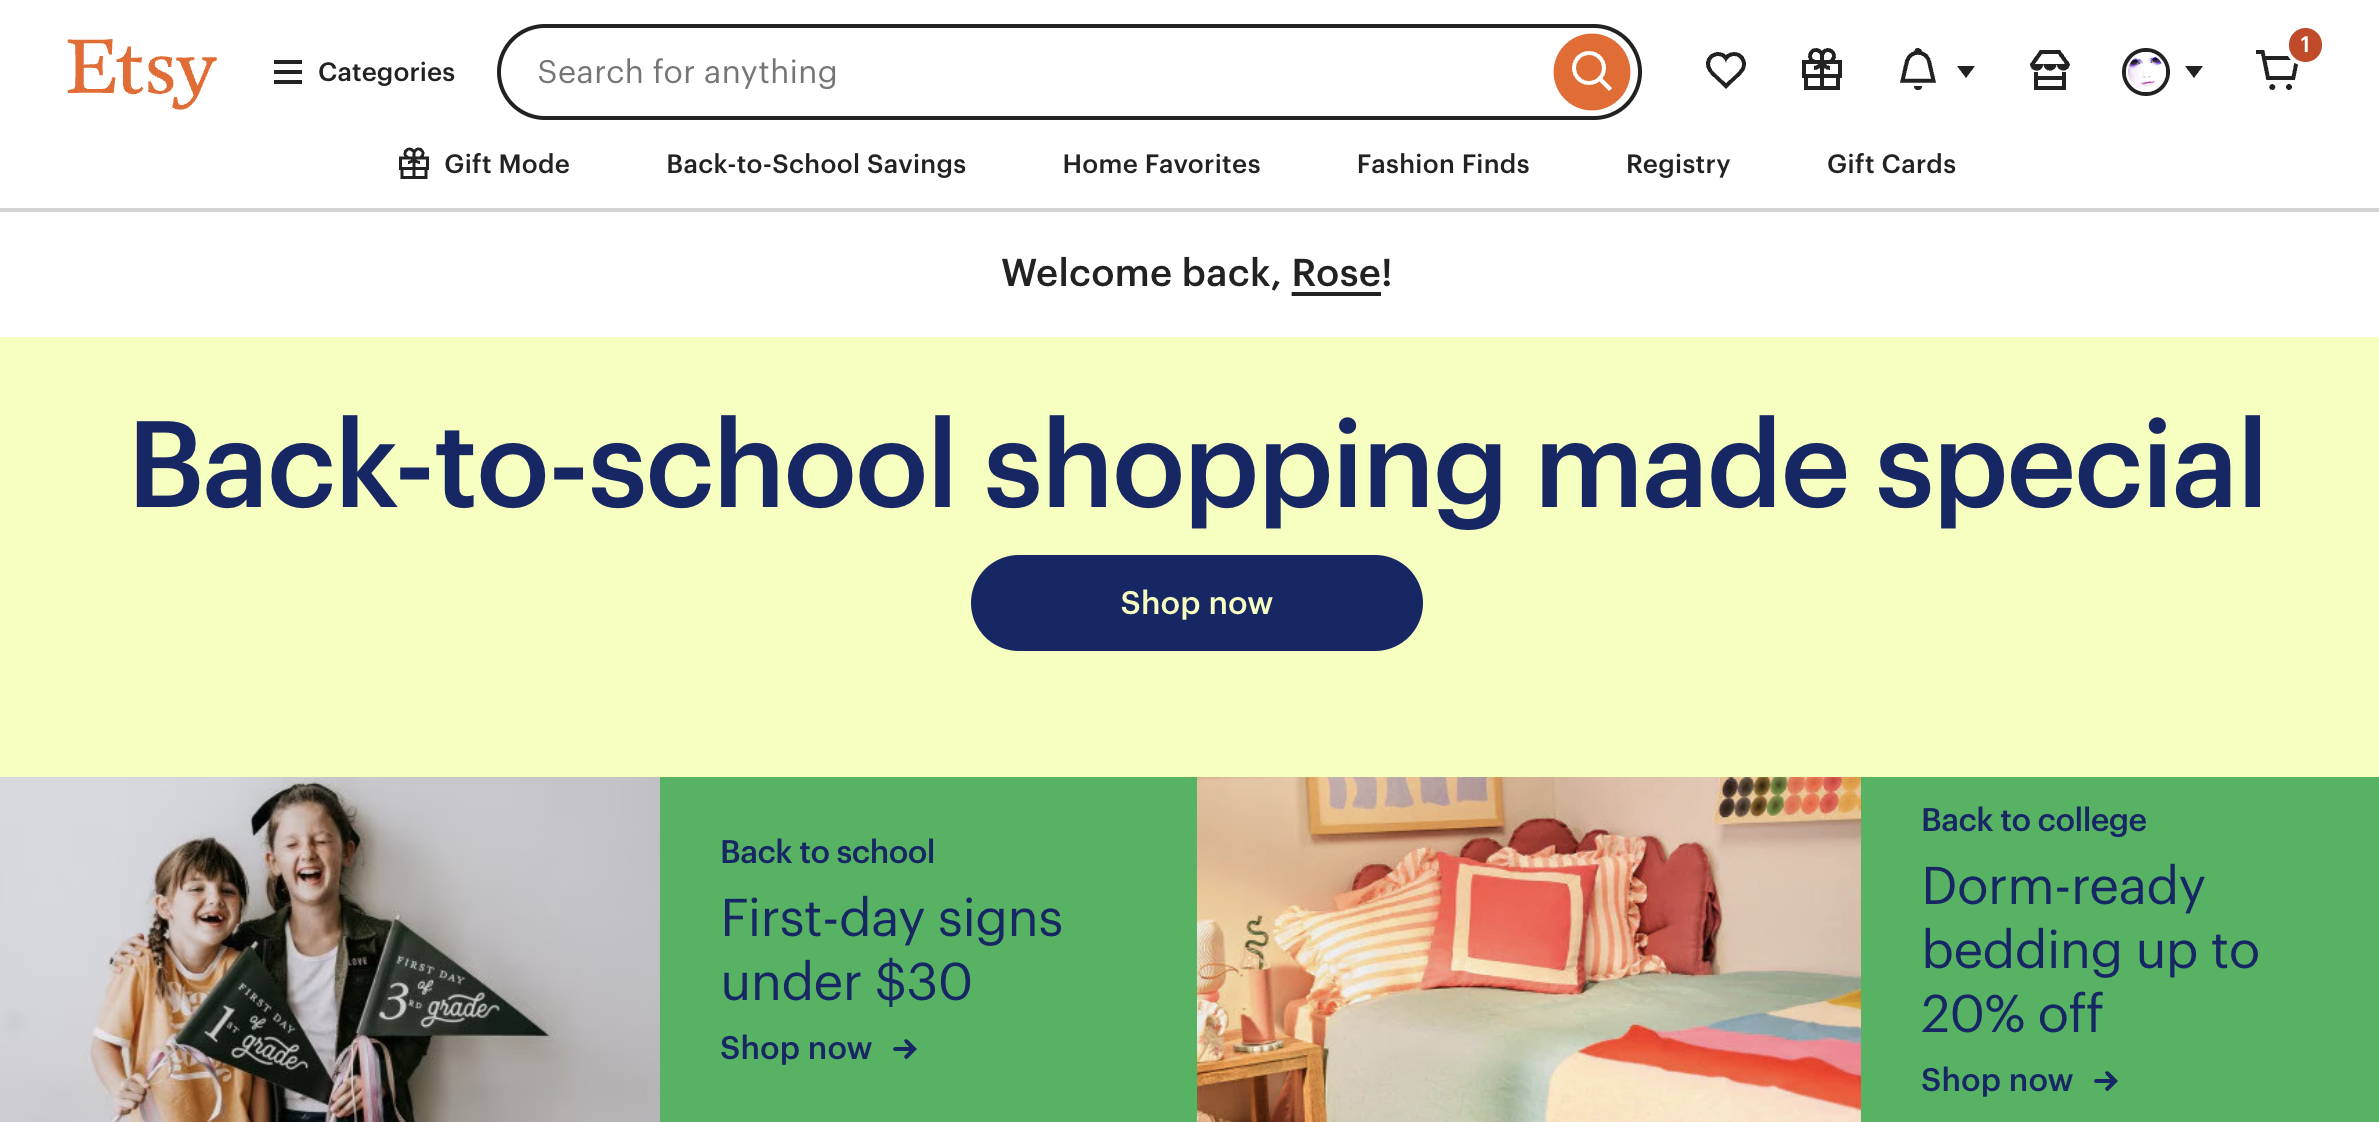 Etsy
Categories
Search for anything
1
Gift Mode
Back-to-School Savings
Home Favorites
Fashion Finds
Registry
Gift Cards
Welcome back, Rose!
Back-to-school shopping made special
Shop now
FIRST DAY
of
1ST
grade
LOVE
FIRST DAY
of
3RD grade
Back to school
First-day signs
under $30
Shop now
Back to college
Dorm-ready
bedding up to
20% off
Shop now